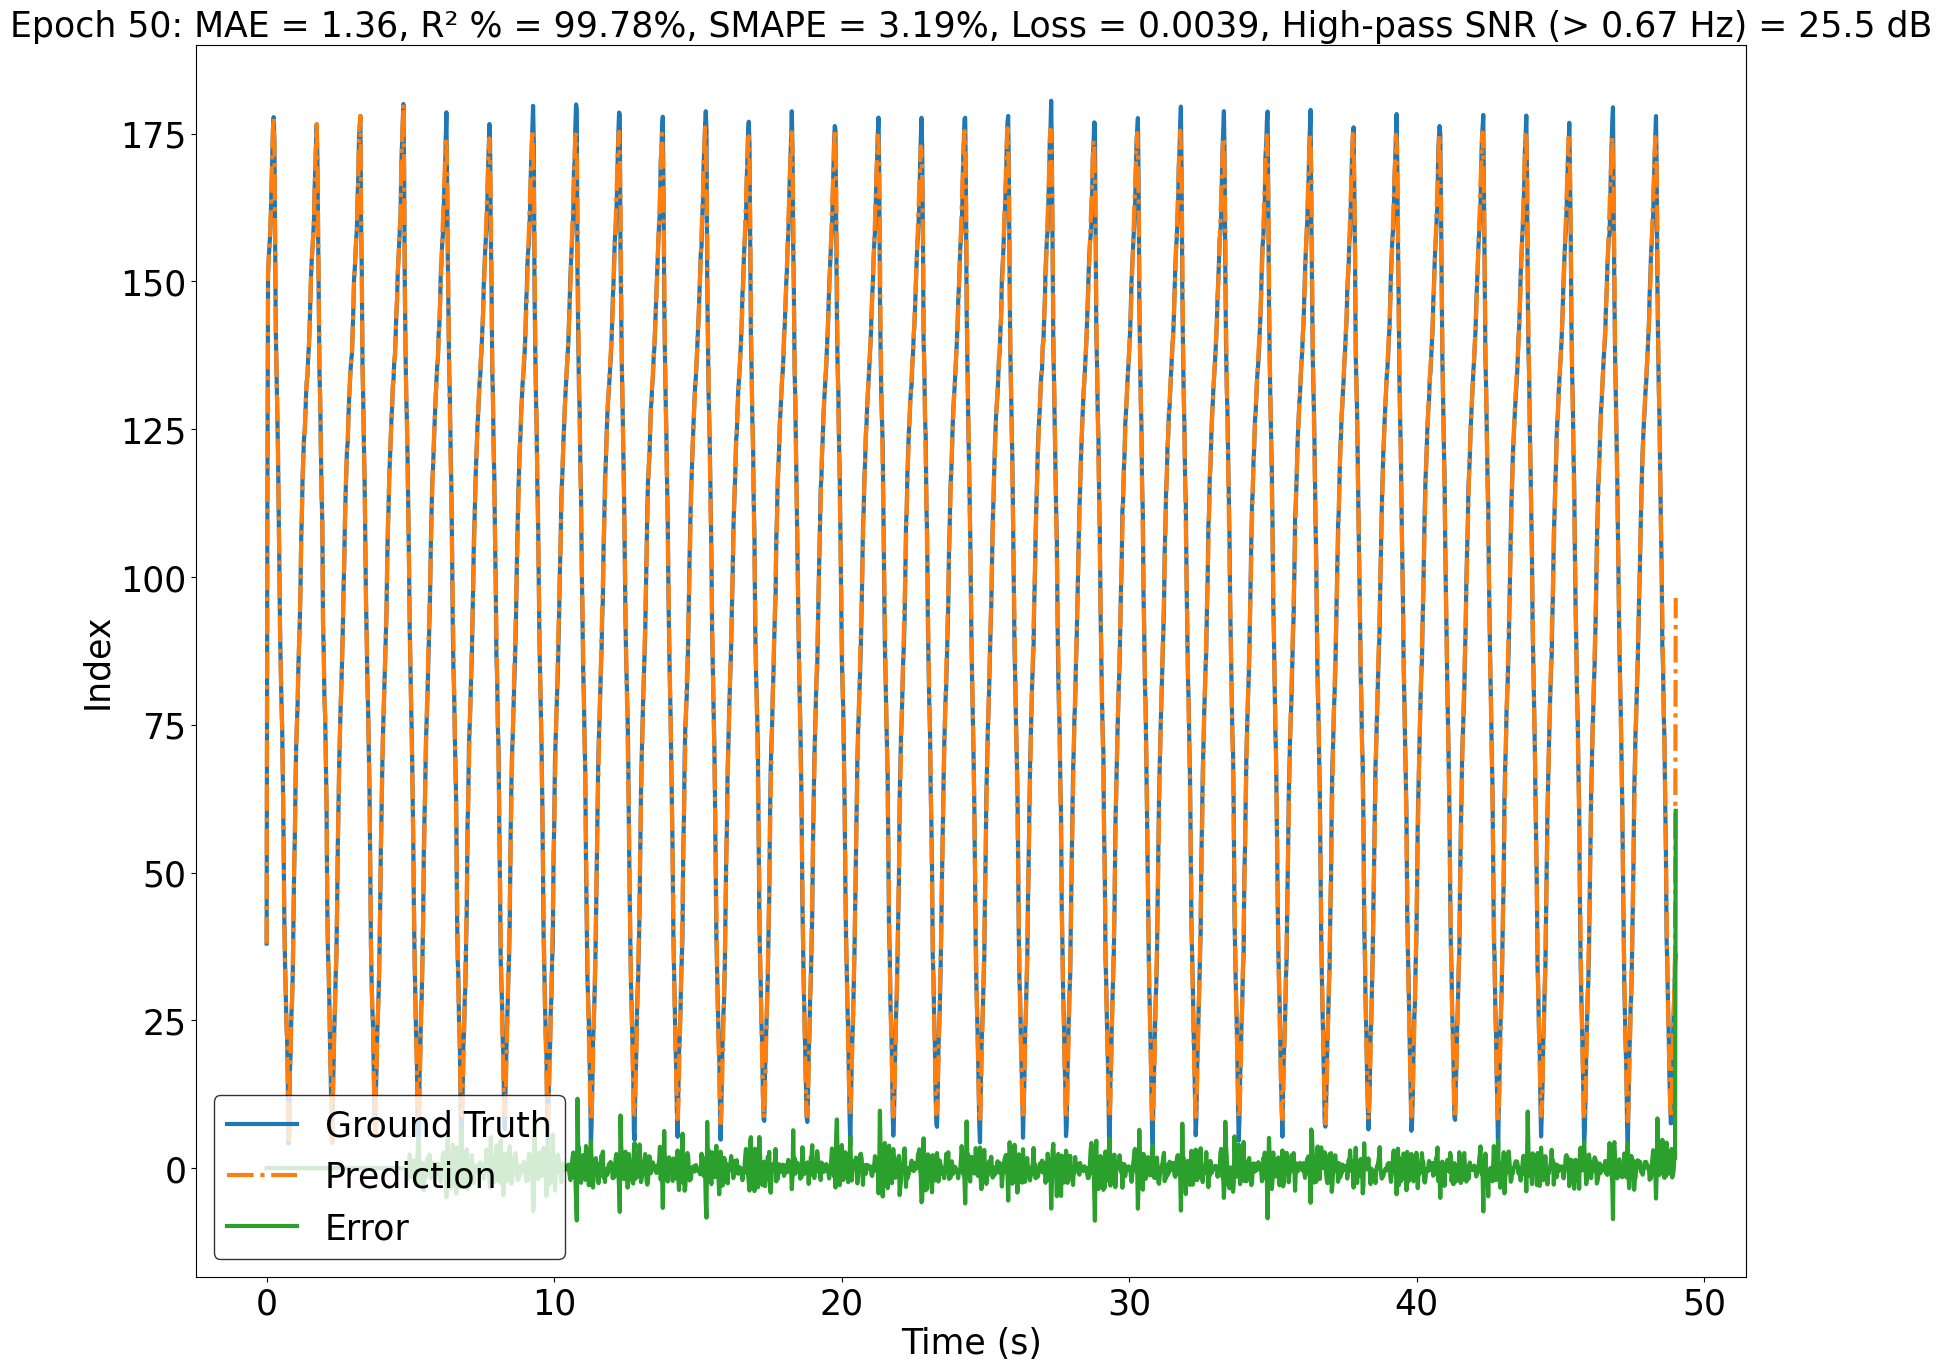 Epoch 50: MAE = 1.36, R² % = 99.78%, SMAPE = 3.19%, Loss = 0.0039, High-pass SNR (> 0.67 Hz) = 25.5 dB
175
150
125
100
75
50
25
0
Index
Ground Truth
Prediction
Error
0 10 20 30 40 50
Time (s)